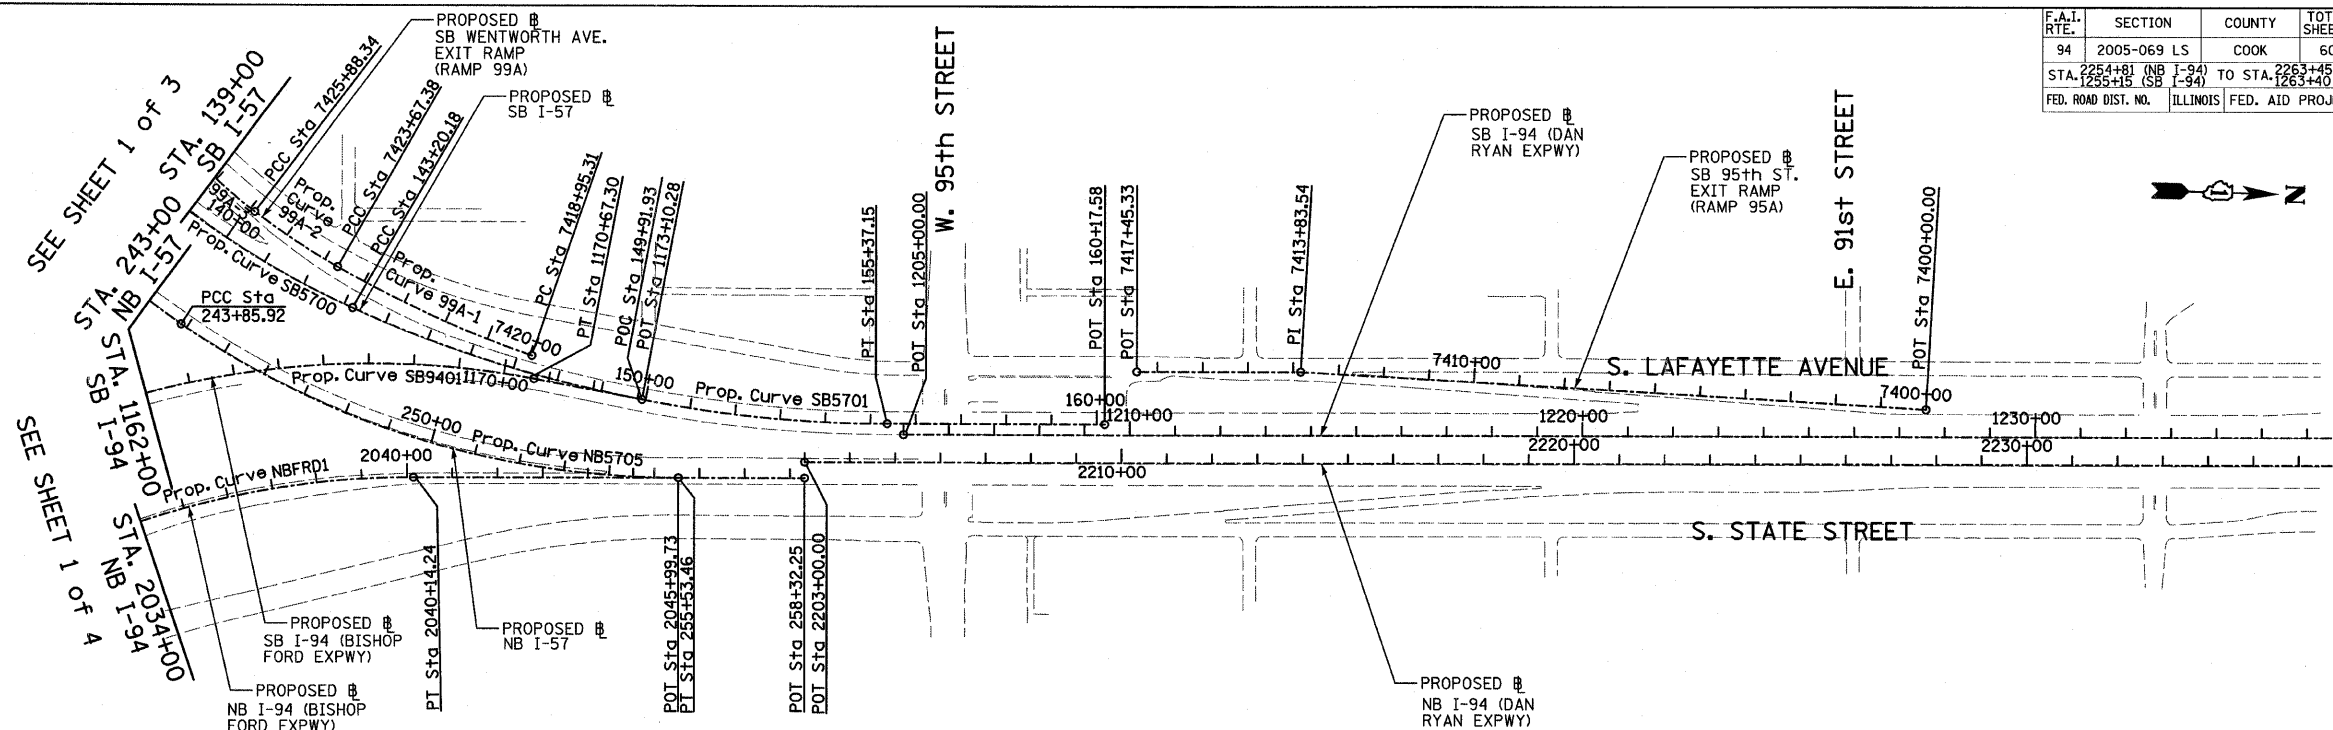 F.A.I.
RTE.
SECTION
COUNTY
94
2005-069 LS
COOK
STA. 2254+81 (NB I-94) TO STA. 2263+45
1255+15 (SB I-94) 1263+40
FED. ROAD DIST. NO. ILLINOIS FED. AID
PROPOSED
SB WENTWORTH AVE.
EXIT RAMP
(RAMP 99A)
PROPOSED
SB I-57
W. 95th STREET
PROPOSED
SB I-94 (DAN
RYAN EXPWY)
PROPOSED
SB 95th ST.
EXIT RAMP
(RAMP 95A)
E. 91st STREET
N
SEE SHEET 1 of 3
STA. 139+00
SB I-57
STA. 243+00
NB I-57
PCC Sta 7425+88.34
PCC Sta 7423+67.38
PCC Sta 1443+20.18
PC Sta 7418+95.31
PT Sta 1170+67.30
POC Sta 149+91.93
POT Sta 1173+10.28
PT Sta 155+37.15
POT Sta 1205+00.00
POT Sta 160+17.58
POT Sta 7417+45.33
PI Sta 7413+83.54
POT Sta 7400+00.00
99A-3
140+00
Prop.
Curve
99A-2
Prop. Curve SB5700
Prop.
Curve 99A-1
7420+00
PCC Sta
243+85.92
Prop. Curve SB9401
1170+00
150+00
Prop. Curve SB5701
160+00
1210+00
7410+00
S. LAFAYETTE AVENUE
7400+00
1220+00
1230+00
STA. 1162+00
SB I-94
250+00
Prop. Curve NB5705
2040+00
Prop. Curve NBFRD1
2210+00
2220+00
2230+00
SEE SHEET 1 of 4
STA. 2034+00
NB I-94
S. STATE STREET
PT Sta 2040+14.24
POT Sta 2045+99.73
PT Sta 255+53.46
POT Sta 258+32.25
POT Sta 2203+00.00
PROPOSED
SB I-94 (BISHOP
FORD EXPWY)
PROPOSED
NB I-57
PROPOSED
NB I-94 (BISHOP
FORD EXPWY)
PROPOSED
NB I-94 (DAN
RYAN EXPWY)